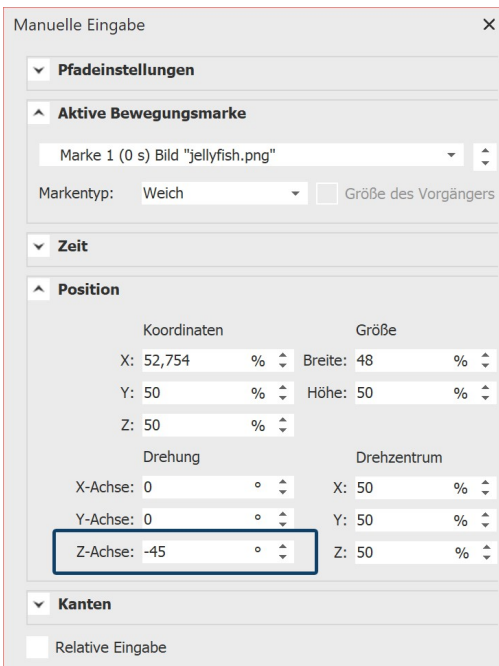 Manuelle Eingabe
Pfadeinstellungen
Aktive Bewegungsmarke
Marke 1 (0 s) Bild "jellyfish.png"
Markentyp: Weich Größe des Vorgängers
Zeit
Position
Koordinaten Größe
X: 52,754 % Breite: 48 %
Y: 50 % Höhe: 50 %
Z: 50 %
Drehung Drehzentrum
X-Achse: 0 ° X: 50 %
Y-Achse: 0 ° Y: 50 %
Z-Achse: -45 ° Z: 50 %
Kanten
Relative Eingabe